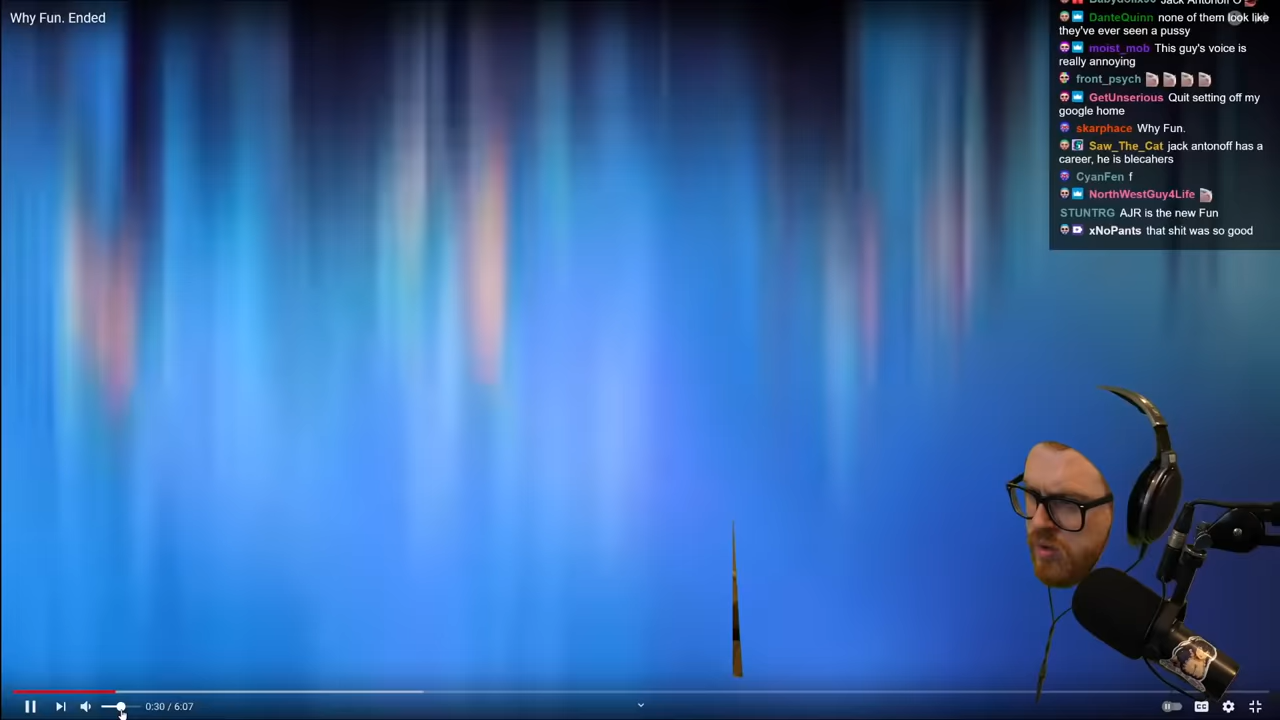 Why Fun. Ended
DanteQuinn none of them look like
they've ever seen a pussy
moist_mob This guy's voice is
really annoying
front_psych
GetUnserious Quit setting off my
google home
skarphace Why Fun.
Saw_The_Cat jack antonoff has a
career, he is blecahers
CyanFen f
NorthWestGuy4Life
STUNTRG AJR is the new Fun
xNoPants that shit was so good
0:30 / 6:07
CC